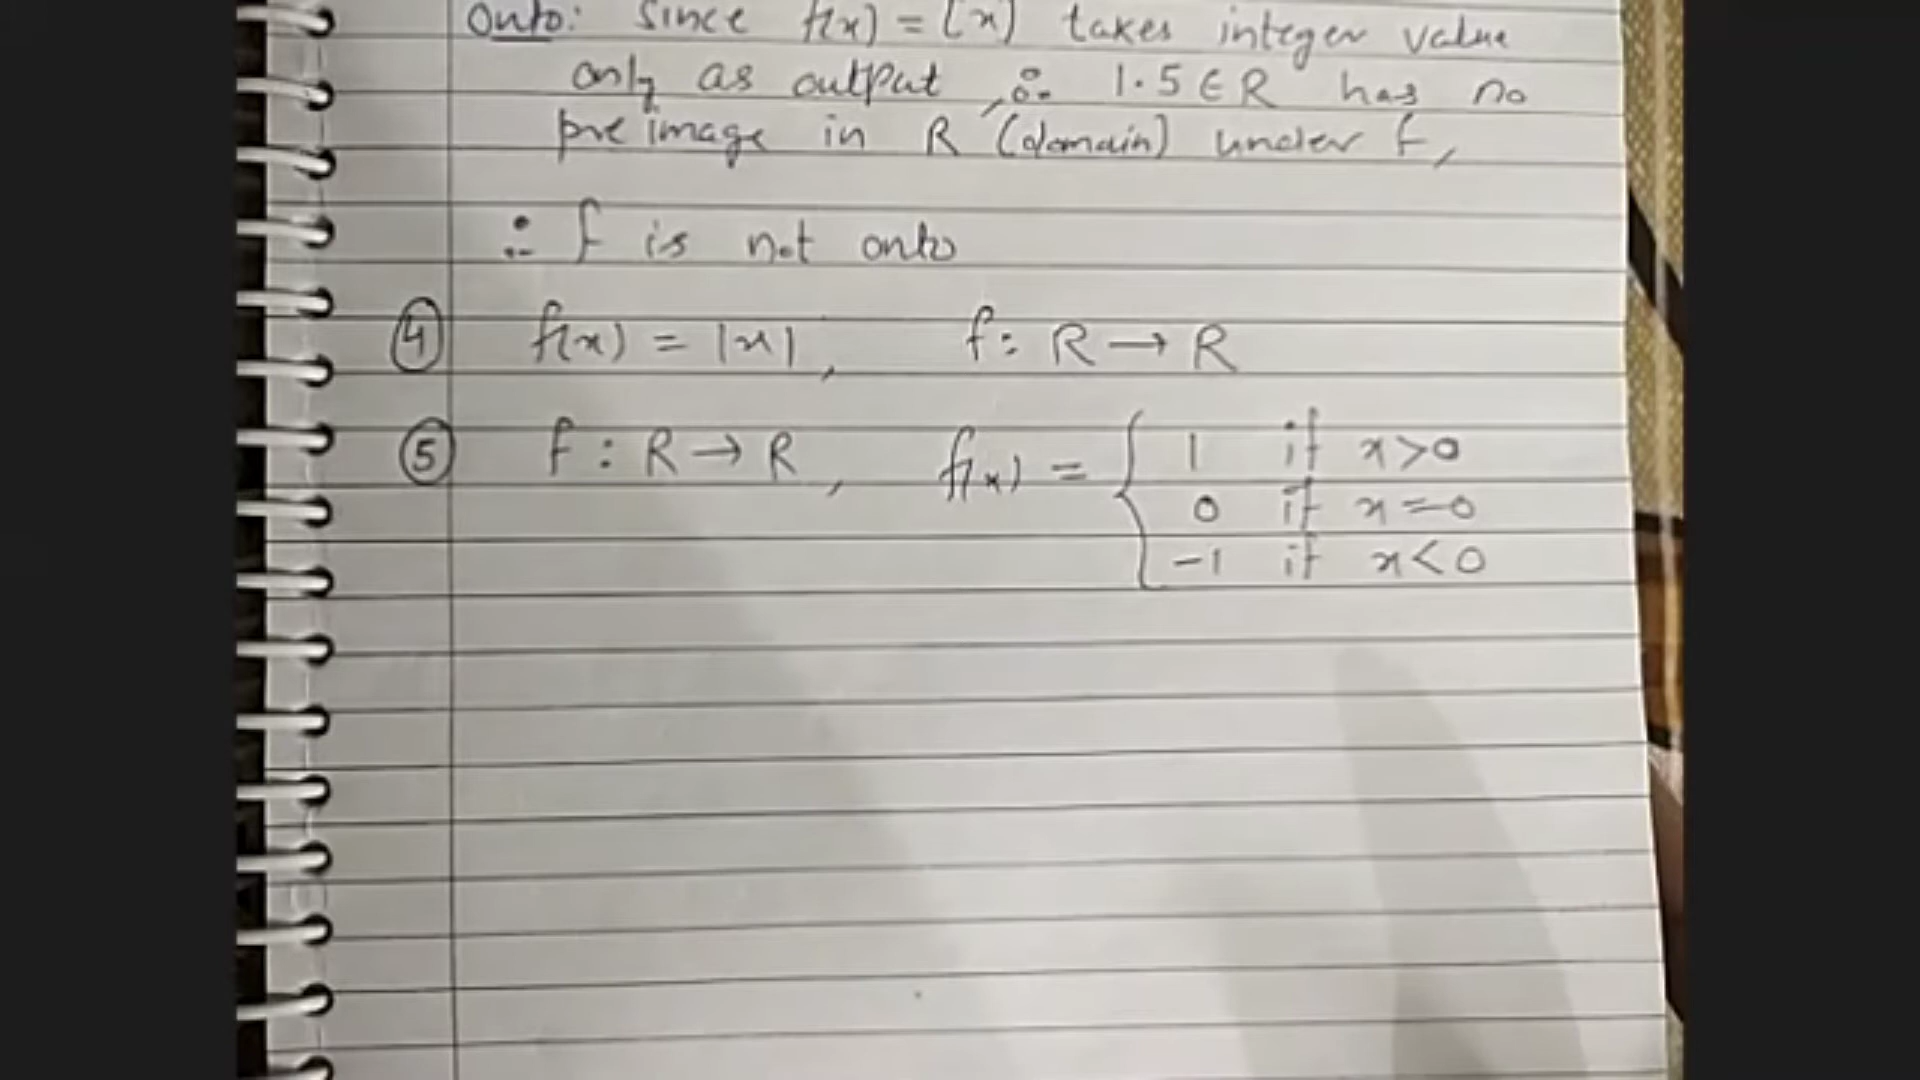 Onto: Since f(x) = [x] takes integer value
only as output, ∴ 1.5 ∈ R has no
pre image in R (domain) under f,
∴ f is not onto
④ f(x) = |x|, f: R → R
⑤ f: R → R, f(x) = { 1 if x>0
0 if x=0
-1 if x<0